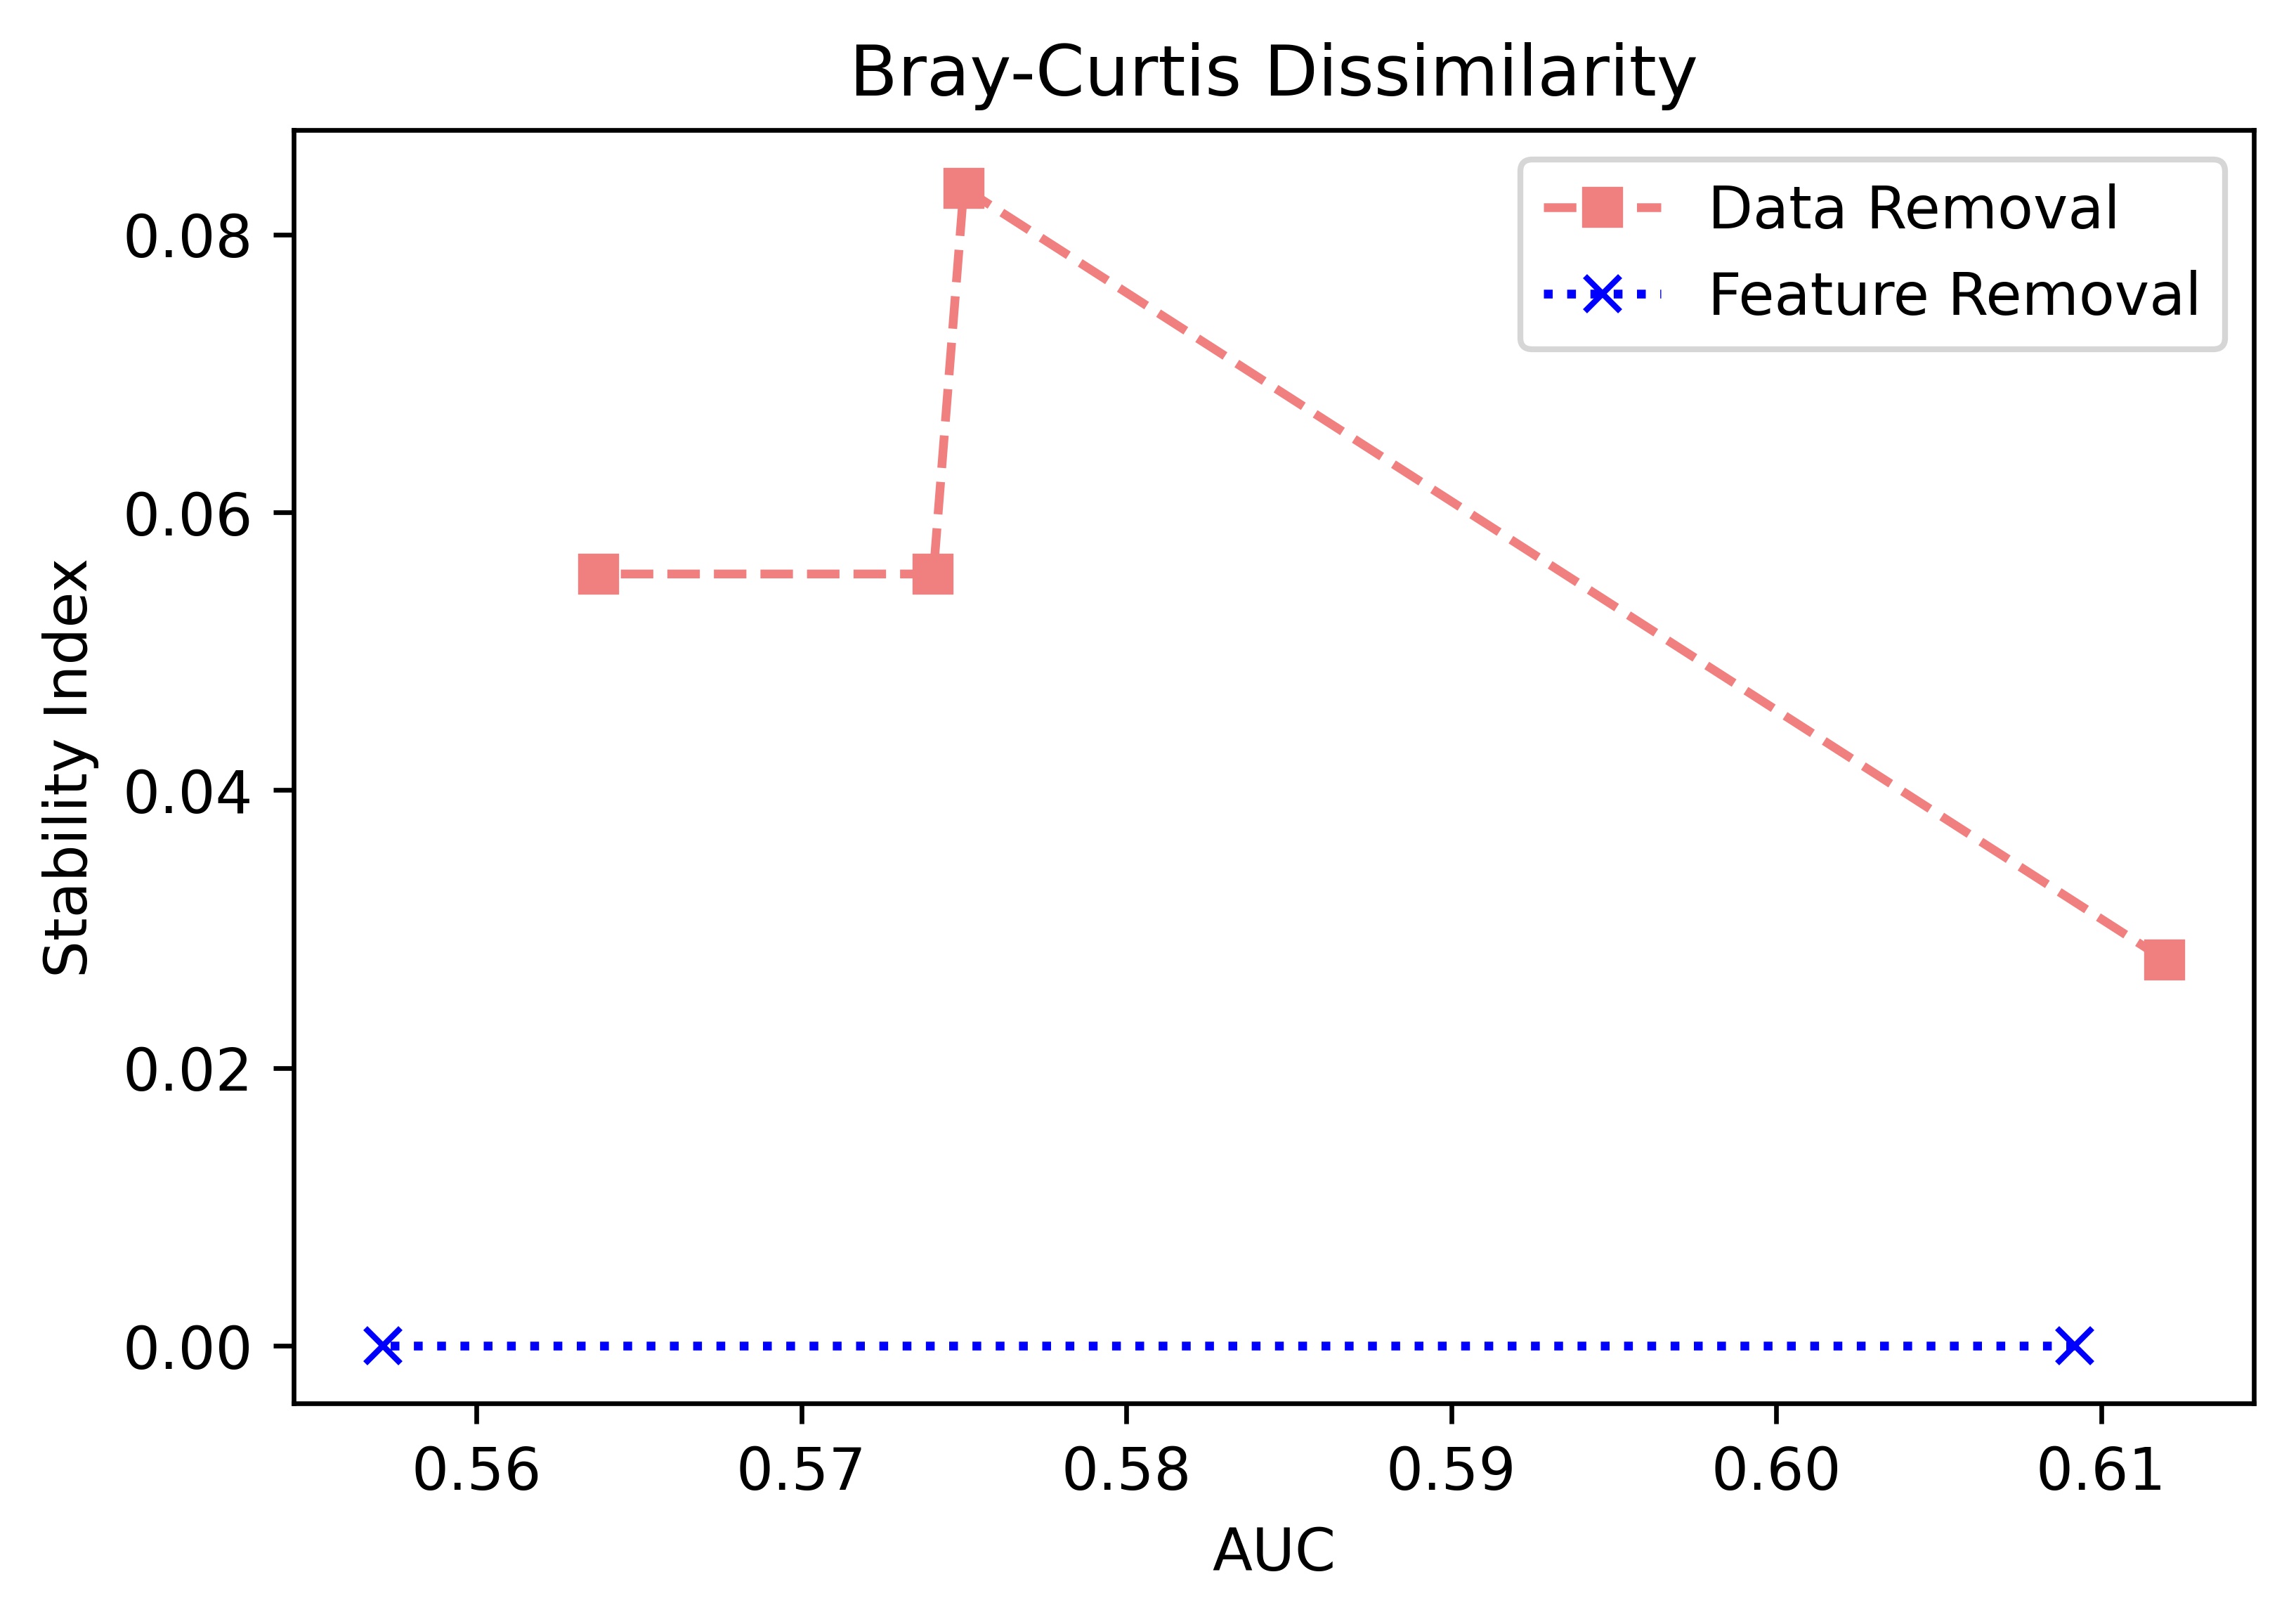 Bray-Curtis Dissimilarity
Data Removal
Feature Removal
0.08
0.06
0.04
0.02
0.00
Stability Index
0.56 0.57 0.58 0.59 0.60 0.61
AUC